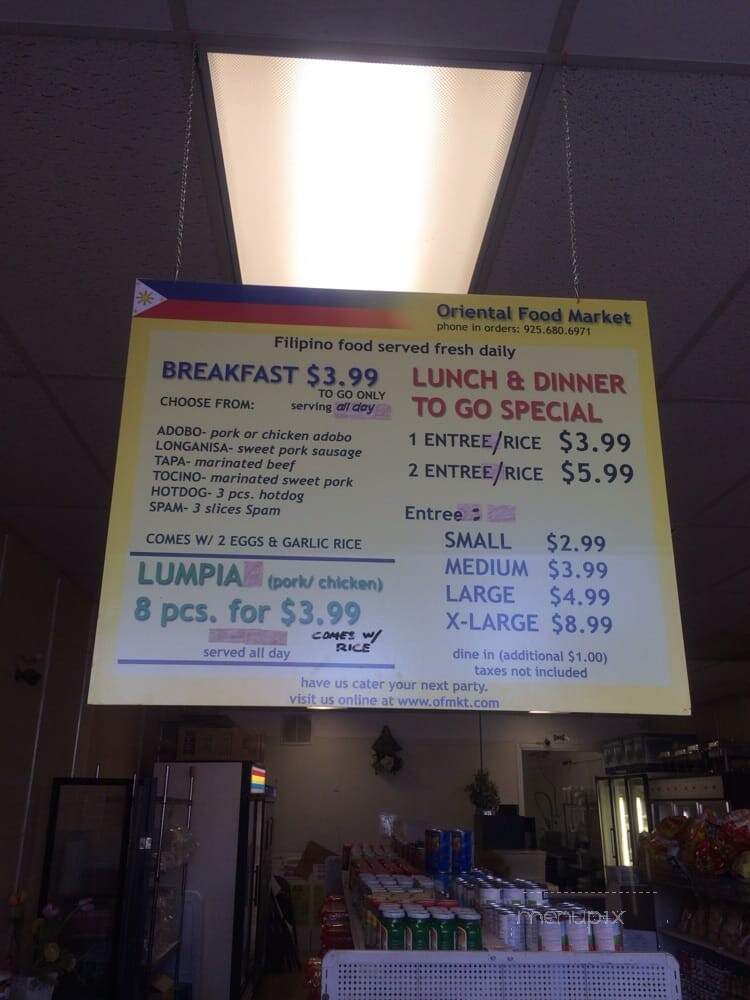 Oriental Food Market
phone in orders: 925.680.6971
Filipino food served fresh daily
BREAKFAST $3.99
TO GO ONLY
CHOOSE FROM: serving all day
ADOBO- pork or chicken adobo
LONGANISA- sweet pork sausage
TAPA- marinated beef
TOCINO- marinated sweet pork
HOTDOG- 3 pcs. hotdog
SPAM- 3 slices Spam
COMES W/ 2 EGGS & GARLIC RICE
LUMPIA (pork/ chicken)
8 pcs. for $3.99
served all day
COMES W/
RICE
LUNCH & DINNER
TO GO SPECIAL
1 ENTREE/RICE $3.99
2 ENTREE/RICE $5.99
Entree :
SMALL $2.99
MEDIUM $3.99
LARGE $4.99
X-LARGE $8.99
dine in (additional $1.00)
taxes not included
have us cater your next party.
visit us online at www.ofmkt.com
menupix